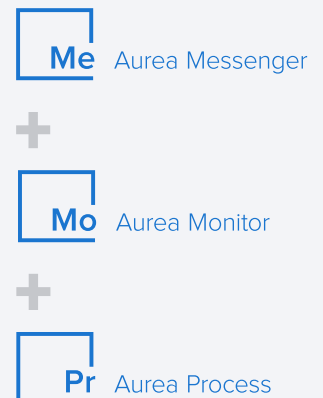 Me Aurea Messenger
+
Mo Aurea Monitor
+
Pr Aurea Process